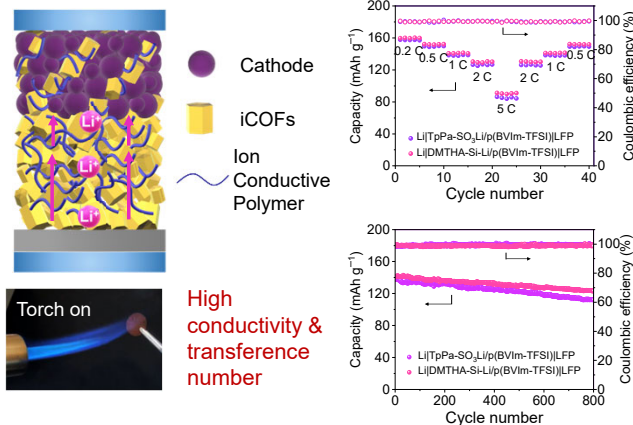 Cathode
iCOFs
Ion
Conductive
Polymer
Li⁺
Li⁺
Li⁺
Torch on
High
conductivity &
transference
number
200
160
120
80
40
0
Capacity (mAh g⁻¹)
0.2 C
0.5 C
1 C
2 C
5 C
2 C
1 C
0.5 C
Li|TpPa-SO₃Li/p(BVIm-TFSI)|LFP
Li|DMTHA-Si-Li/p(BVIm-TFSI)|LFP
100
80
60
40
20
0
Coulombic efficiency (%)
0 10 20 30 40
Cycle number
200
160
120
80
40
0
Capacity (mAh g⁻¹)
Li|TpPa-SO₃Li/p(BVIm-TFSI)|LFP
Li|DMTHA-Si-Li/p(BVIm-TFSI)|LFP
100
80
60
40
20
0
Coulombic efficiency (%)
0 200 400 600 800
Cycle number